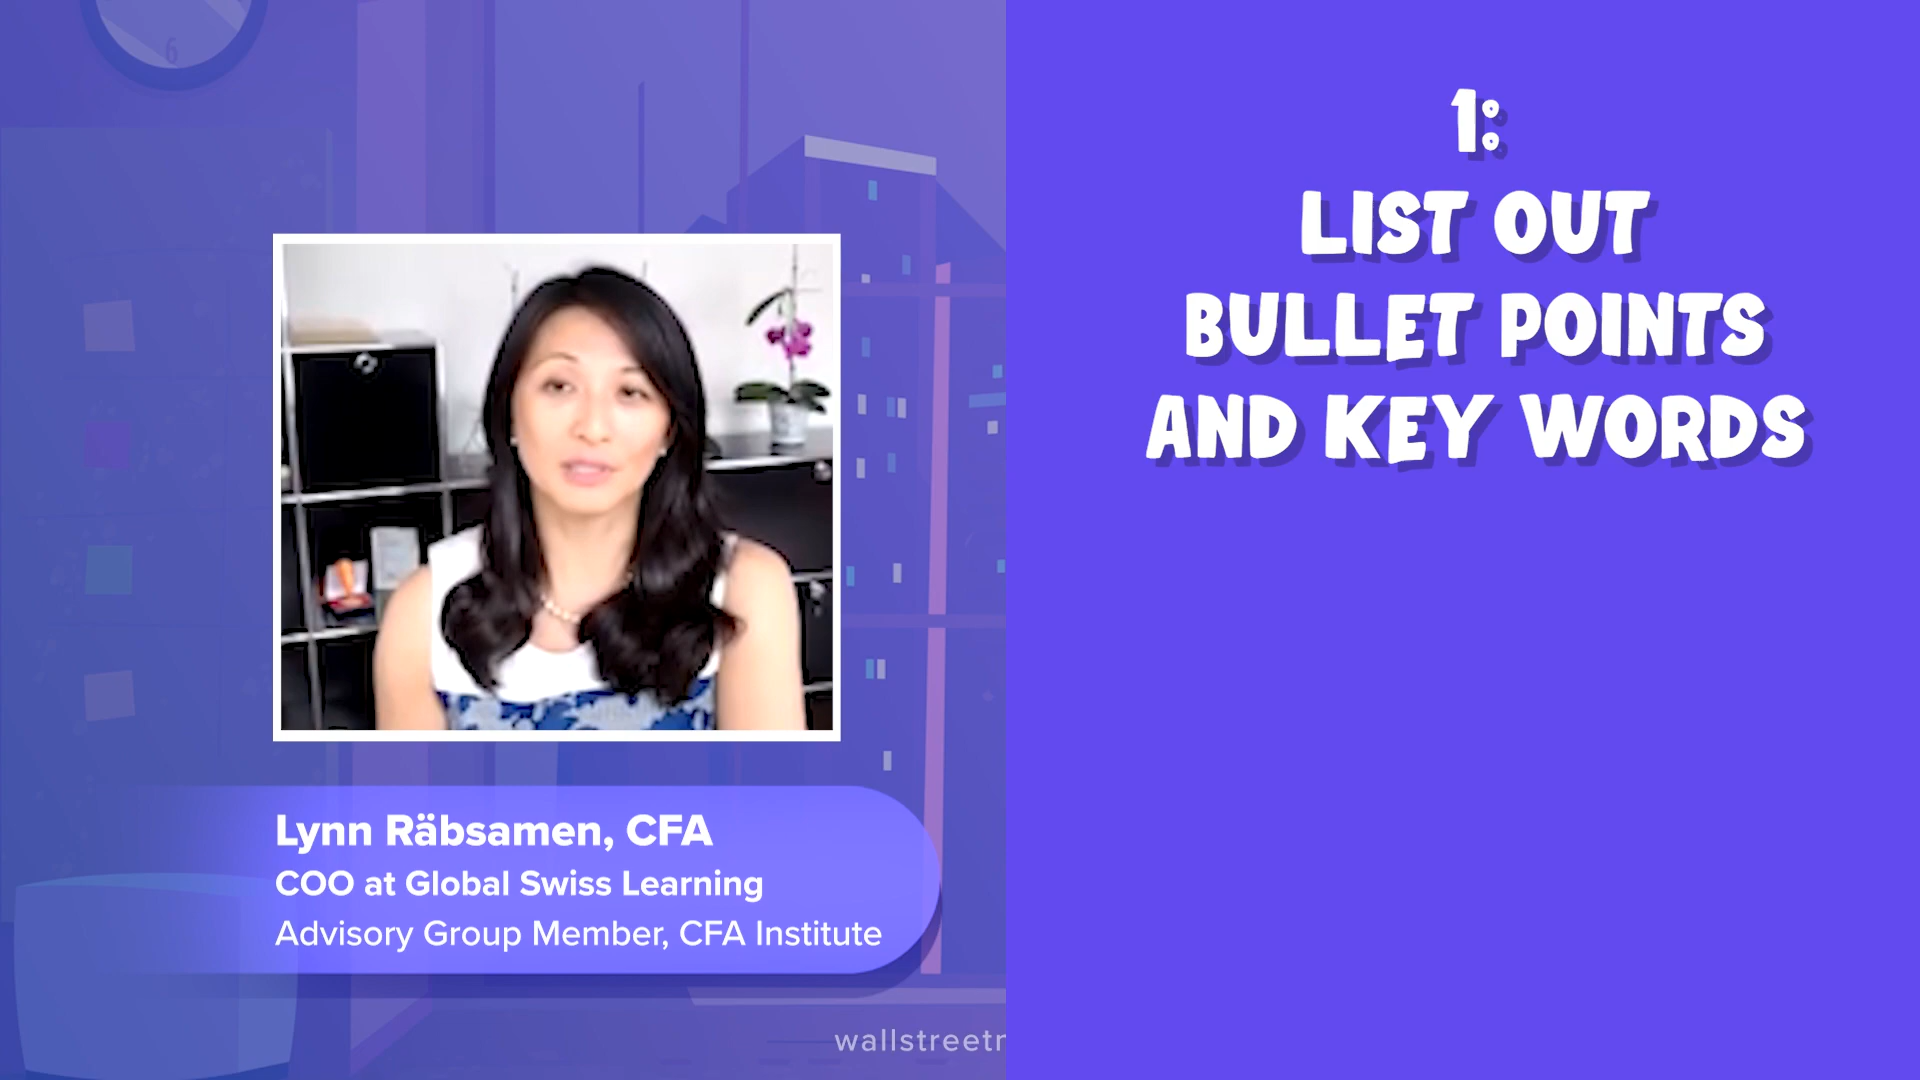 6
Lynn Räbsamen, CFA
COO at Global Swiss Learning
Advisory Group Member, CFA Institute
1:
LIST OUT
BULLET POINTS
AND KEY WORDS